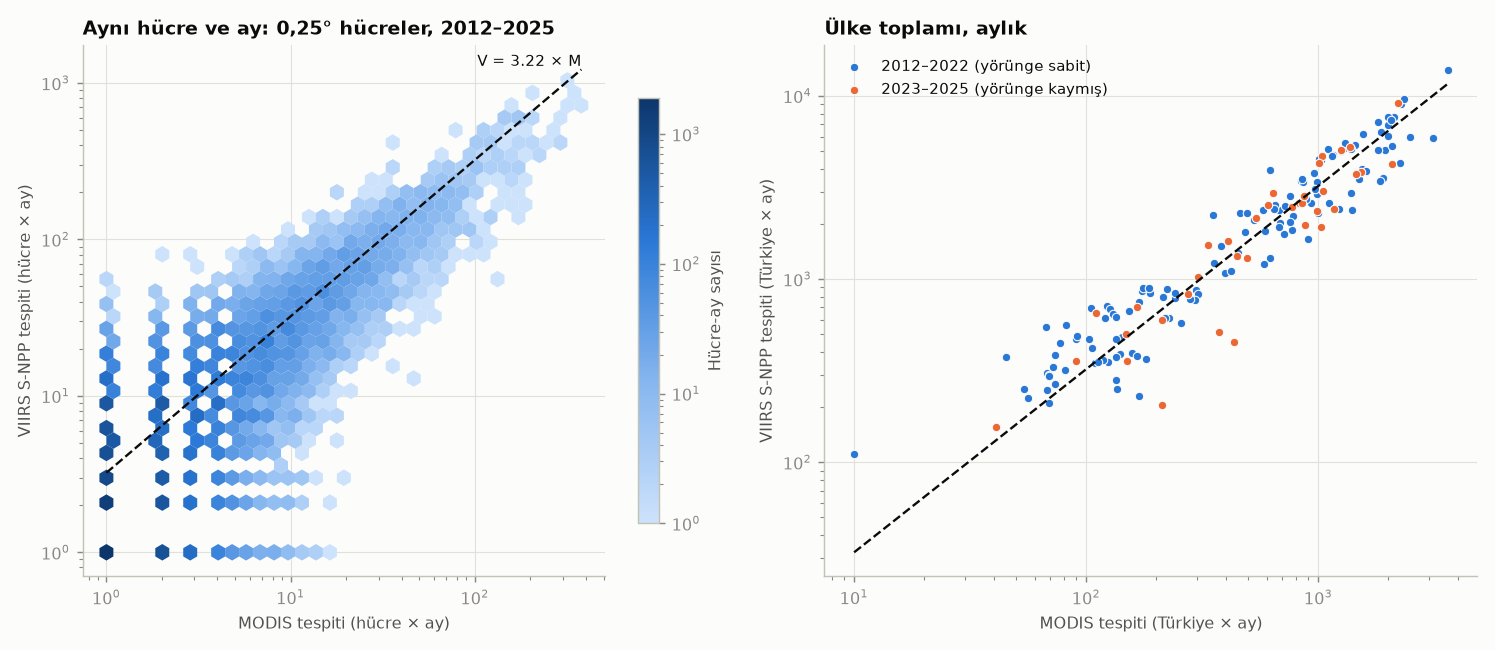 Aynı hücre ve ay: 0,25° hücreler, 2012–2025
V = 3.22 × M
VIIRS S-NPP tespiti (hücre × ay)
10³
10²
10¹
10⁰
10⁰ 10¹ 10²
MODIS tespiti (hücre × ay)
10³
10²
10¹
10⁰
Hücre-ay sayısı
Ülke toplamı, aylık
2012–2022 (yörünge sabit)
2023–2025 (yörünge kaymış)
VIIRS S-NPP tespiti (Türkiye × ay)
10⁴
10³
10²
10¹ 10² 10³
MODIS tespiti (Türkiye × ay)